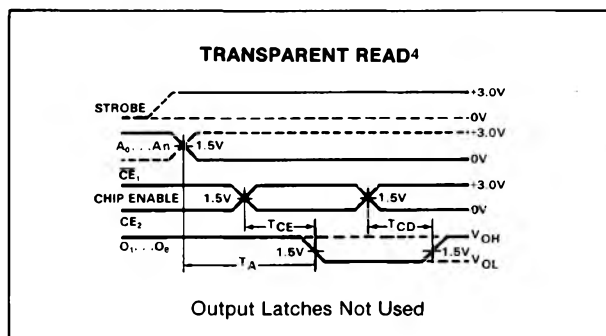 TRANSPARENT READ4
+3.0V
STROBE
0V
+3.0V
A0...An
1.5V
0V
CE1
+3.0V
CHIP ENABLE
1.5V
1.5V
0V
CE2
TCE
TCD
O1...O8
VOH
1.5V
1.5V
TA
VOL
Output Latches Not Used